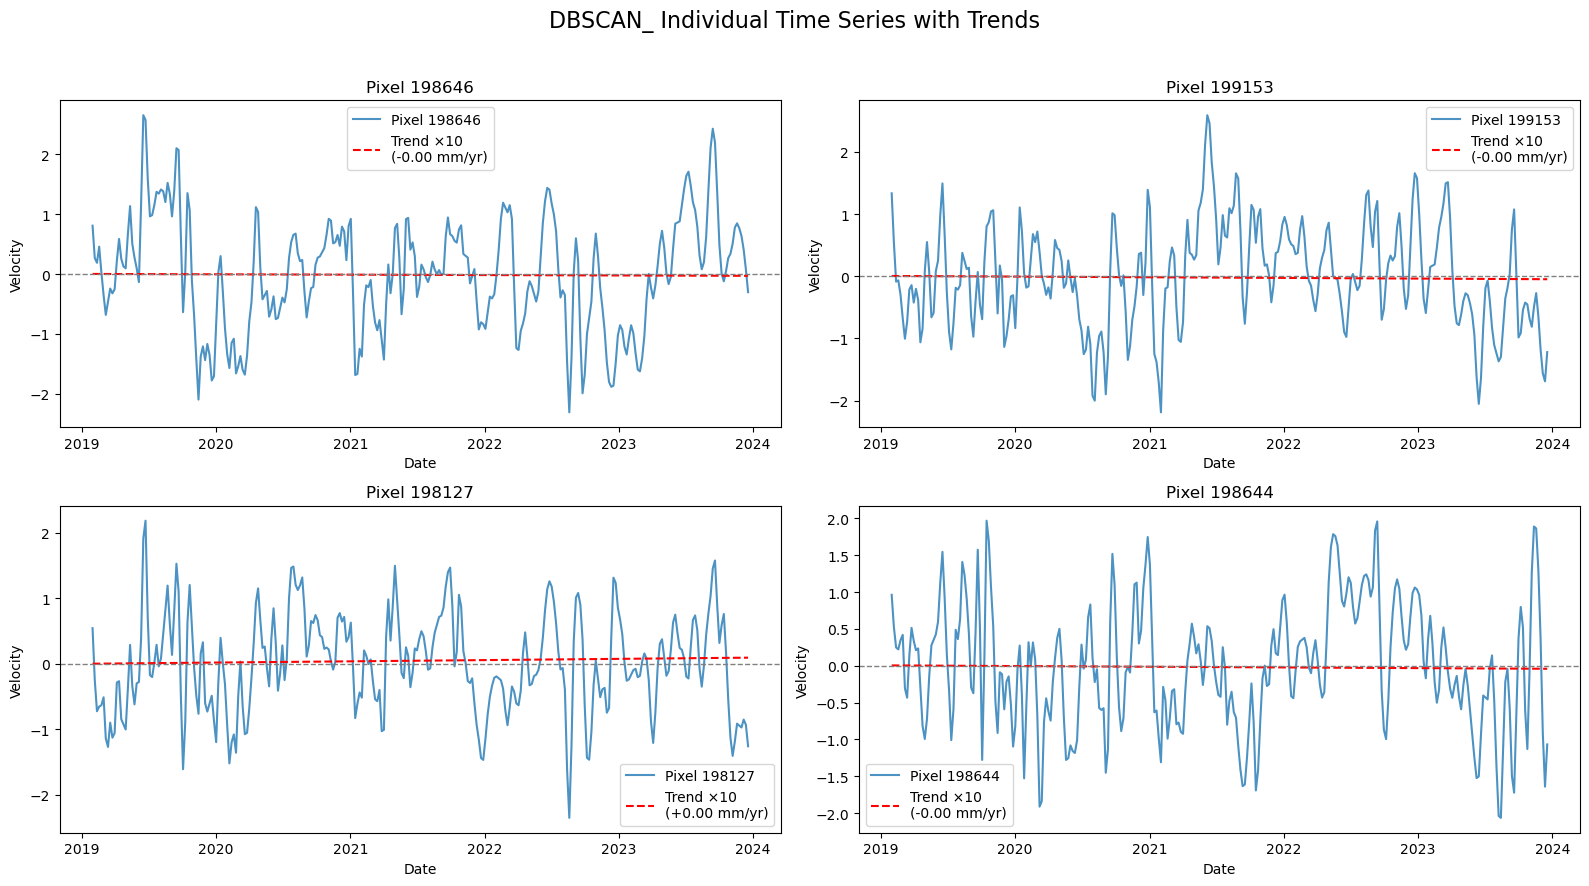 DBSCAN_ Individual Time Series with Trends
Pixel 198646
Velocity
2
1
0
−1
−2
Pixel 198646
Trend ×10
(-0.00 mm/yr)
2019
2020
2021
2022
2023
2024
Date
Pixel 199153
Velocity
2
1
0
−1
−2
Pixel 199153
Trend ×10
(-0.00 mm/yr)
2019
2020
2021
2022
2023
2024
Date
Pixel 198127
Velocity
2
1
0
−1
−2
Pixel 198127
Trend ×10
(+0.00 mm/yr)
2019
2020
2021
2022
2023
2024
Date
Pixel 198644
Velocity
2.0
1.5
1.0
0.5
0.0
−0.5
−1.0
−1.5
−2.0
Pixel 198644
Trend ×10
(-0.00 mm/yr)
2019
2020
2021
2022
2023
2024
Date